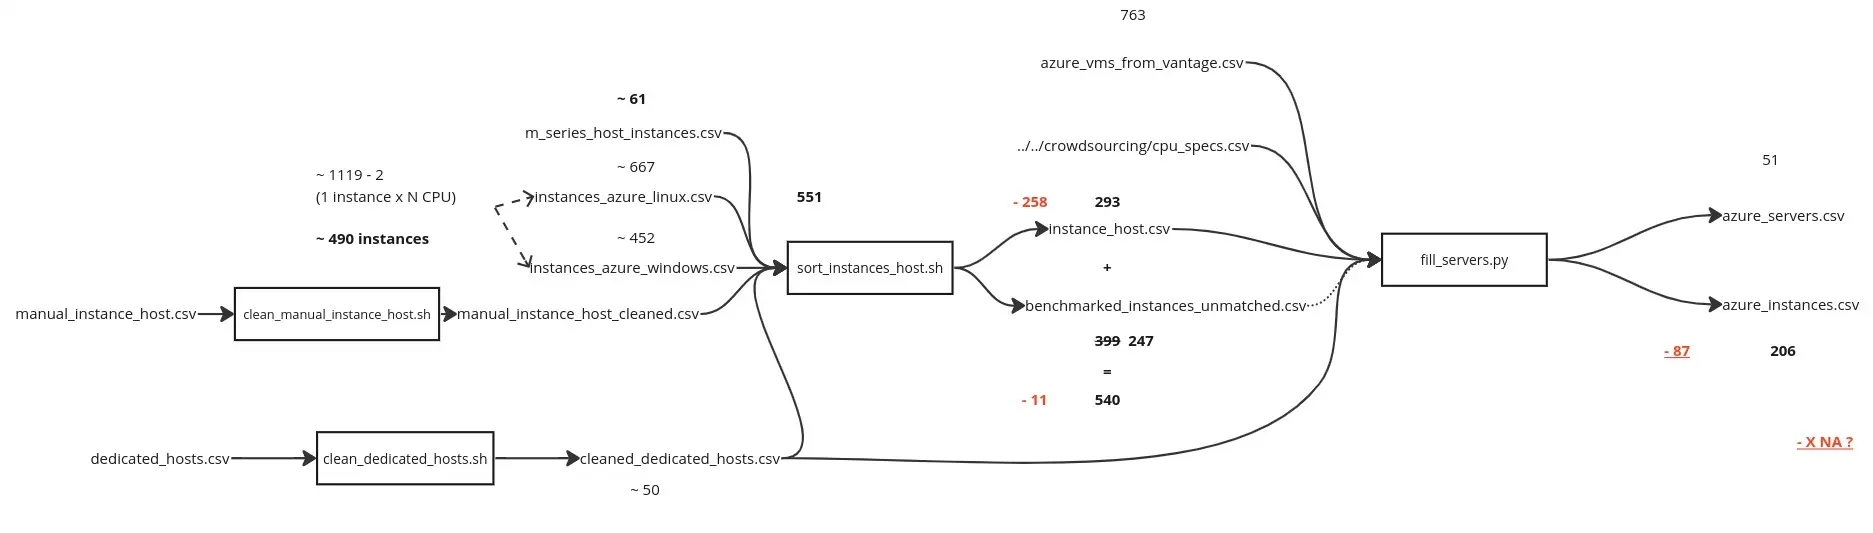 763
azure_vms_from_vantage.csv
~ 61
m_series_host_instances.csv
../../crowdsourcing/cpu_specs.csv
51
~ 667
~ 1119 - 2
(1 instance x N CPU)
instances_azure_linux.csv
551
- 258
293
azure_servers.csv
instance_host.csv
~ 490 instances
~ 452
instances_azure_windows.csv
sort_instances_host.sh
+
fill_servers.py
benchmarked_instances_unmatched.csv
azure_instances.csv
manual_instance_host.csv
clean_manual_instance_host.sh
manual_instance_host_cleaned.csv
399 247
- 87
206
=
- 11
540
- X NA ?
dedicated_hosts.csv
clean_dedicated_hosts.sh
cleaned_dedicated_hosts.csv
~ 50